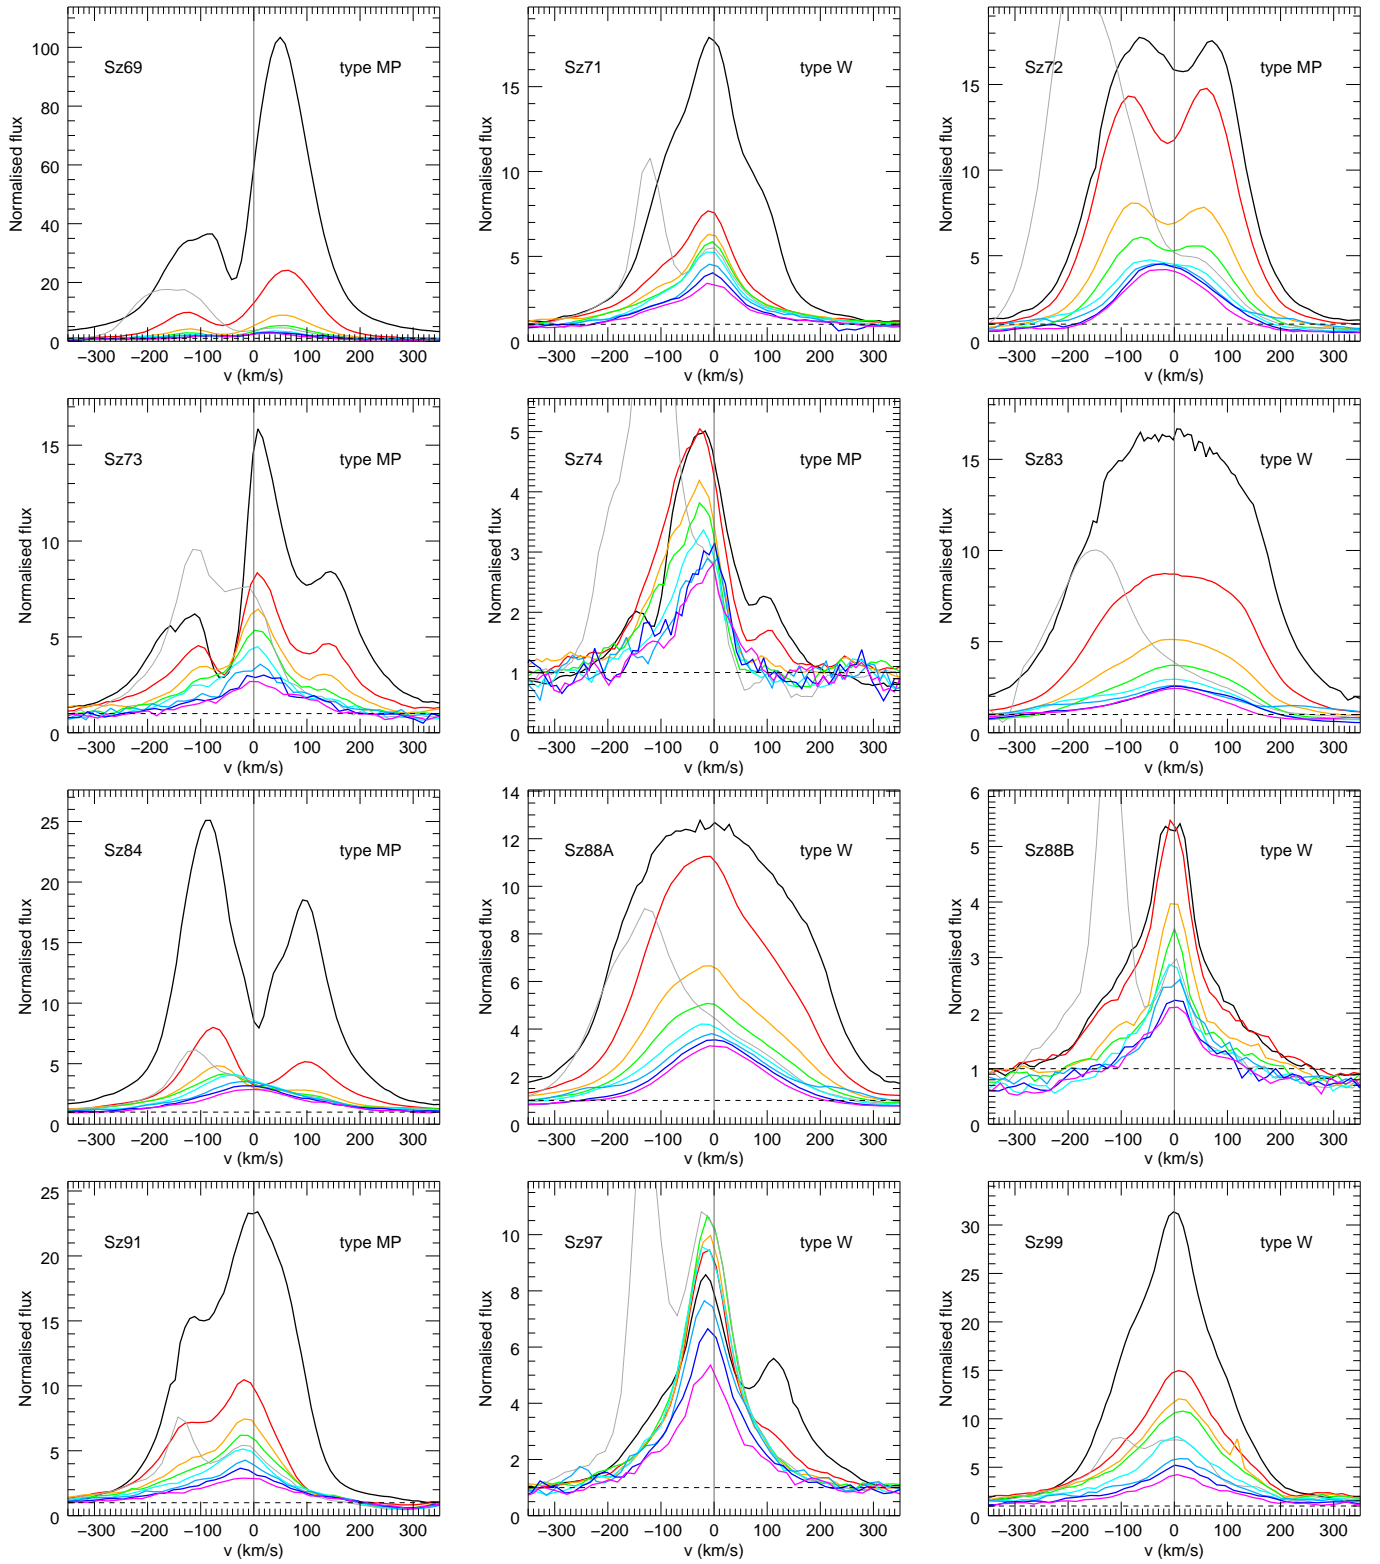 Sz69 type MP
Normalised flux
100
80
60
40
20
0
−300 −200 −100 0 100 200 300
v (km/s)
Sz71 type W
Normalised flux
15
10
5
0
−300 −200 −100 0 100 200 300
v (km/s)
Sz72 type MP
Normalised flux
15
10
5
0
−300 −200 −100 0 100 200 300
v (km/s)
Sz73 type MP
Normalised flux
15
10
5
0
−300 −200 −100 0 100 200 300
v (km/s)
Sz74 type MP
Normalised flux
5
4
3
2
1
0
−300 −200 −100 0 100 200 300
v (km/s)
Sz83 type W
Normalised flux
15
10
5
0
−300 −200 −100 0 100 200 300
v (km/s)
Sz84 type MP
Normalised flux
25
20
15
10
5
0
−300 −200 −100 0 100 200 300
v (km/s)
Sz88A type W
Normalised flux
14
12
10
8
6
4
2
0
−300 −200 −100 0 100 200 300
v (km/s)
Sz88B type W
Normalised flux
6
5
4
3
2
1
0
−300 −200 −100 0 100 200 300
v (km/s)
Sz91 type MP
Normalised flux
25
20
15
10
5
0
−300 −200 −100 0 100 200 300
v (km/s)
Sz97 type W
Normalised flux
10
8
6
4
2
0
−300 −200 −100 0 100 200 300
v (km/s)
Sz99 type W
Normalised flux
30
25
20
15
10
5
0
−300 −200 −100 0 100 200 300
v (km/s)